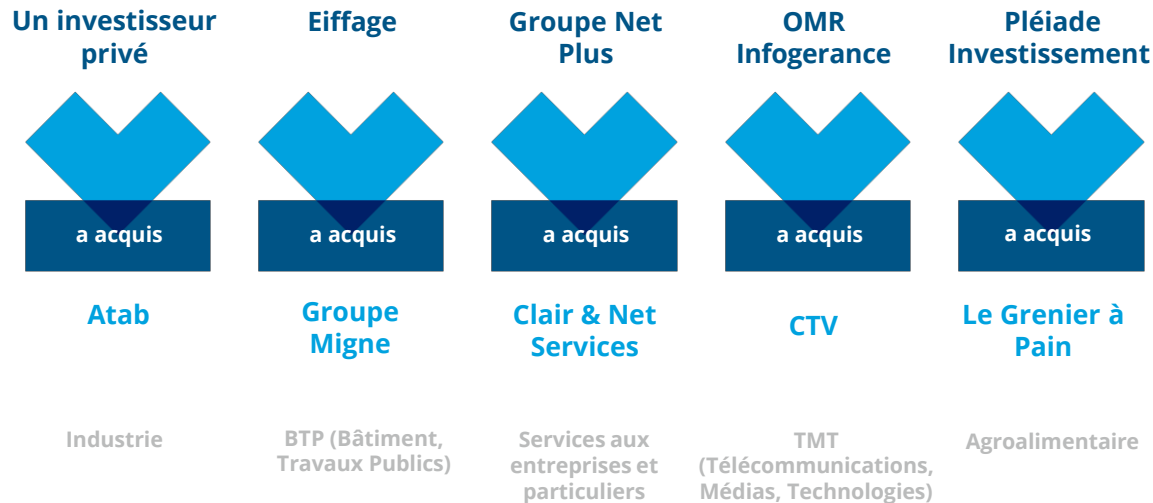 Un investisseur
privé
Eiffage
Groupe Net
Plus
OMR
Infogerance
Pléiade
Investissement
a acquis
a acquis
a acquis
a acquis
a acquis
Atab
Groupe
Migne
Clair & Net
Services
CTV
Le Grenier à
Pain
Industrie
BTP (Bâtiment,
Travaux Publics)
Services aux
entreprises et
particuliers
TMT
(Télécommunications,
Médias, Technologies)
Agroalimentaire